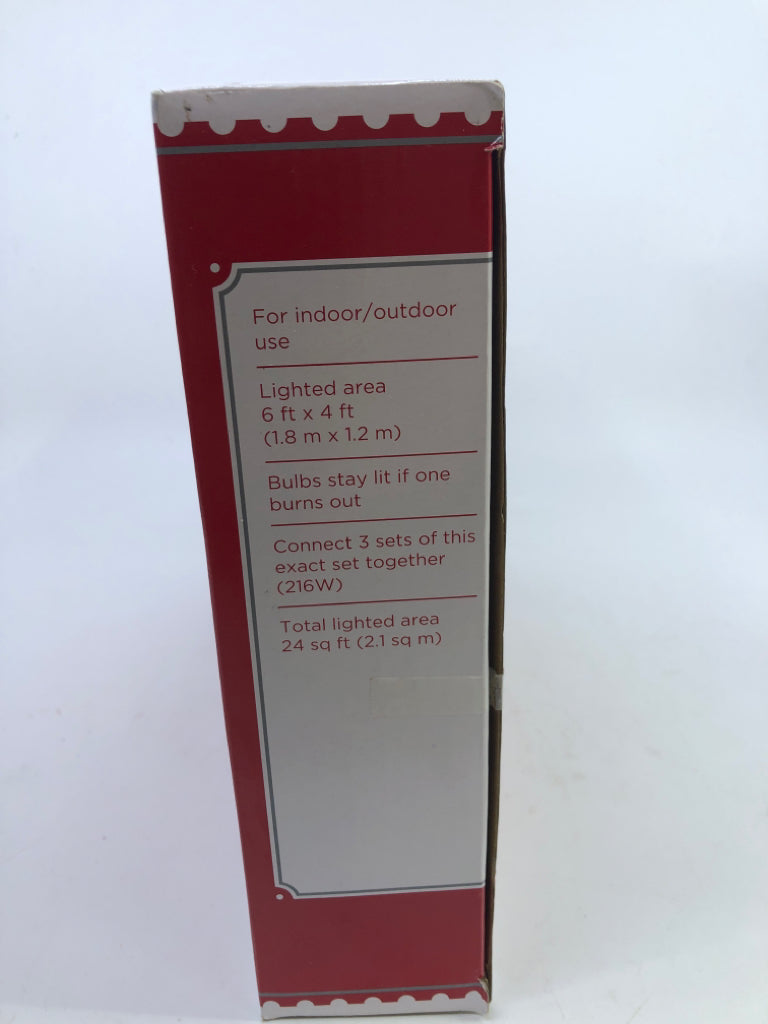 For indoor/outdoor
use
Lighted area
6 ft x 4 ft
(1.8 m x 1.2 m)
Bulbs stay lit if one
burns out
Connect 3 sets of this
exact set together
(216W)
Total lighted area
24 sq ft (2.1 sq m)